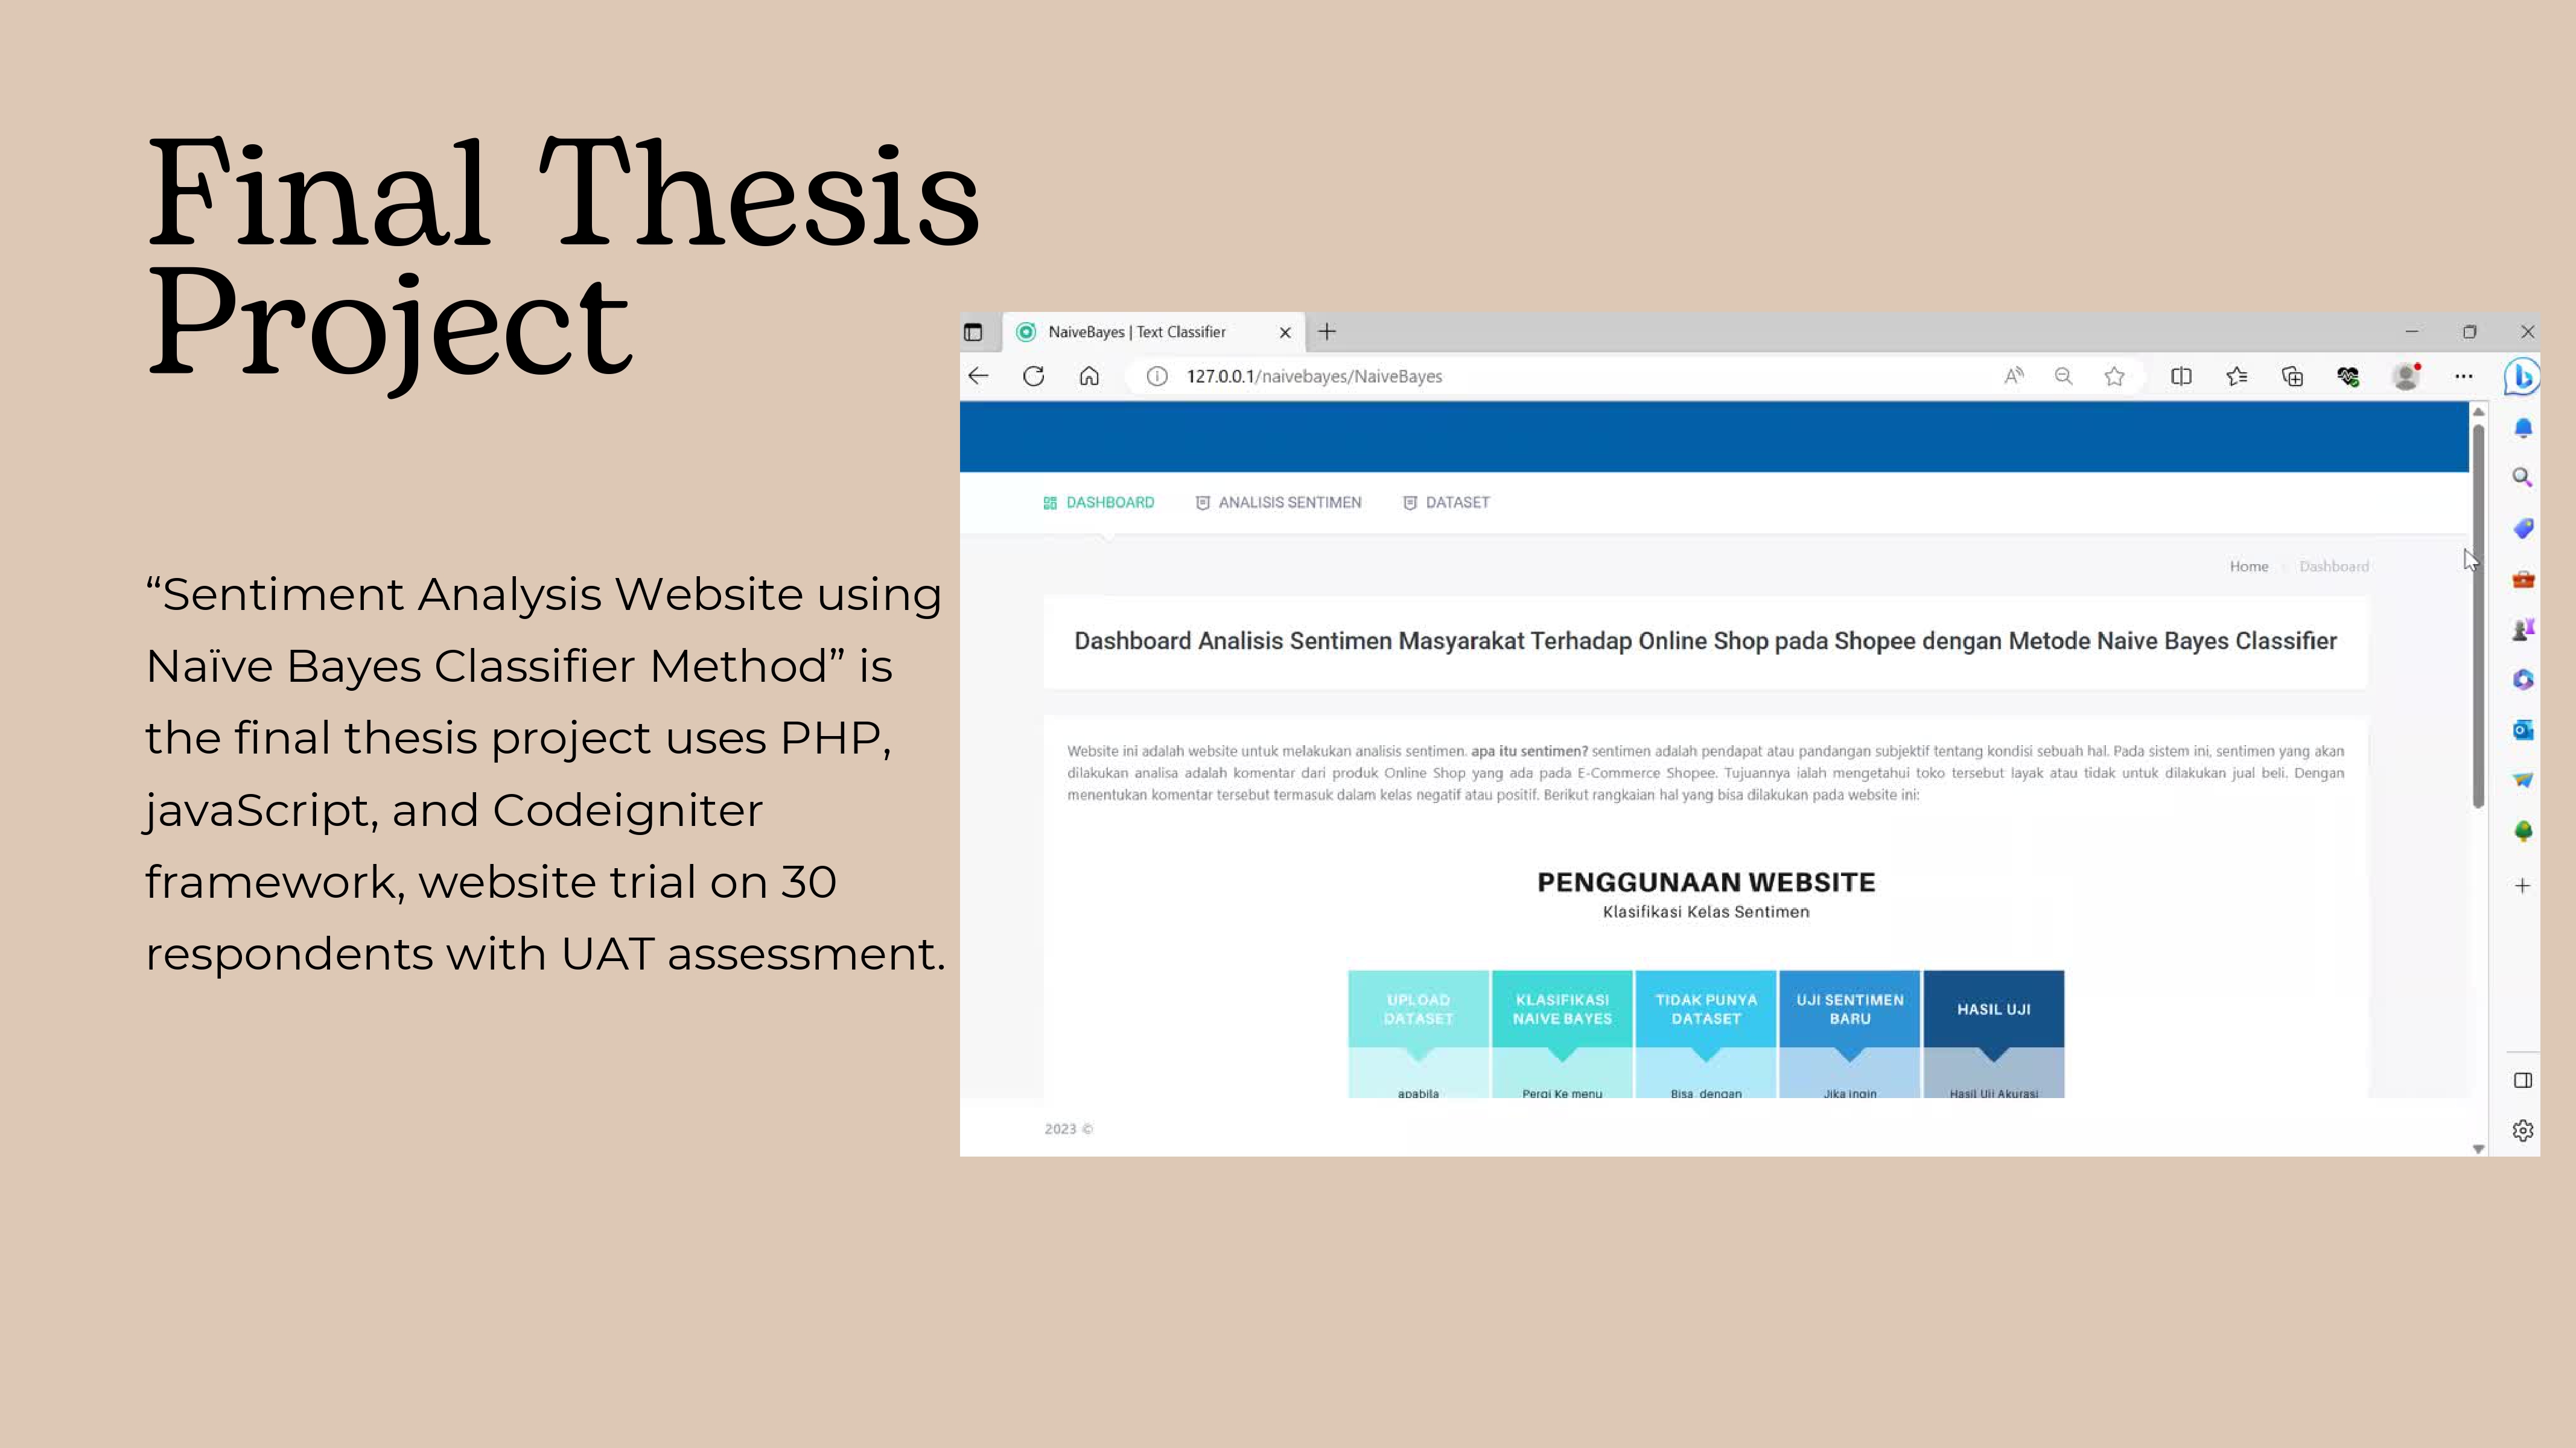 Final Thesis
Project
“Sentiment Analysis Website using
Naïve Bayes Classifier Method” is
the final thesis project uses PHP,
javaScript, and Codeigniter
framework, website trial on 30
respondents with UAT assessment.
NaiveBayes | Text Classifier
127.0.0.1/naivebayes/NaiveBayes
DASHBOARD ANALISIS SENTIMEN DATASET
Home Dashboard
Dashboard Analisis Sentimen Masyarakat Terhadap Online Shop pada Shopee dengan Metode Naive Bayes Classifier
Website ini adalah website untuk melakukan analisis sentimen. apa itu sentimen? sentimen adalah pendapat atau pandangan subjektif tentang kondisi sebuah hal. Pada sistem ini, sentimen yang akan
dilakukan analisa adalah komentar dari produk Online Shop yang ada pada E-Commerce Shopee. Tujuannya ialah mengetahui toko tersebut layak atau tidak untuk dilakukan jual beli. Dengan
menentukan komentar tersebut termasuk dalam kelas negatif atau positif. Berikut rangkaian hal yang bisa dilakukan pada website ini:
PENGGUNAAN WEBSITE
Klasifikasi Kelas Sentimen
UPLOAD
DATASET
KLASIFIKASI
NAIVE BAYES
TIDAK PUNYA
DATASET
UJI SENTIMEN
BARU
HASIL UJI
apabila
Pergi Ke menu
Bisa, dengan
Jika ingin
Hasil Uji Akurasi
2023 ©